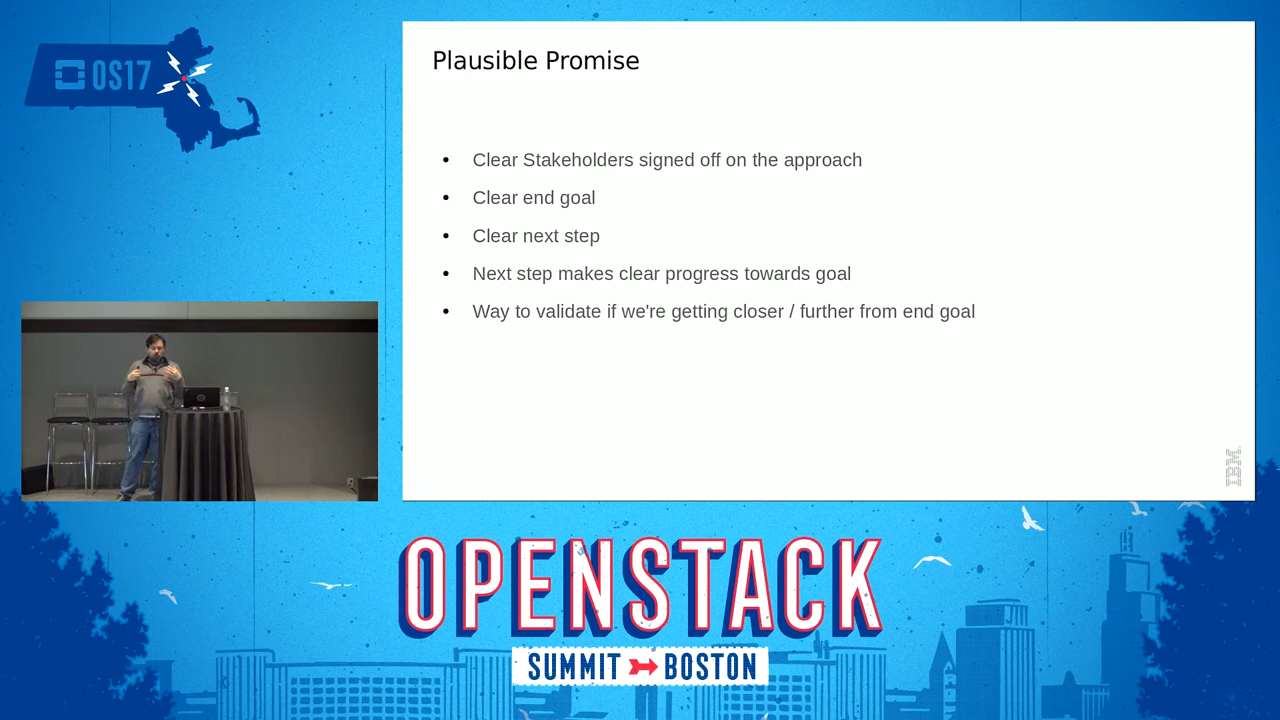 OS17
Plausible Promise
Clear Stakeholders signed off on the approach
Clear end goal
Clear next step
Next step makes clear progress towards goal
Way to validate if we're getting closer / further from end goal
IBM
OPENSTACK
SUMMIT BOSTON